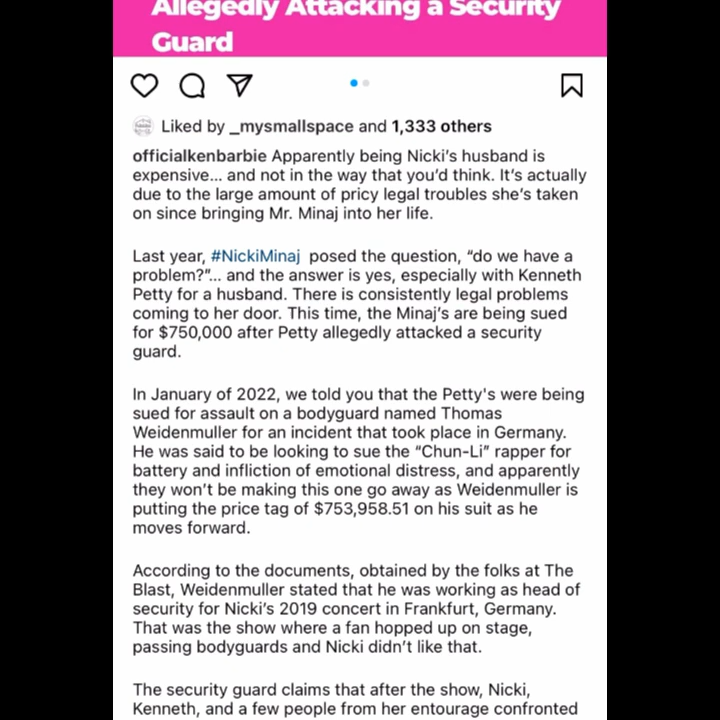 Allegedly Attacking a Security
Guard
Liked by _mysmallspace and 1,333 others
officialkenbarbie Apparently being Nicki's husband is
expensive... and not in the way that you'd think. It's actually
due to the large amount of pricy legal troubles she's taken
on since bringing Mr. Minaj into her life.
Last year, #NickiMinaj posed the question, "do we have a
problem?"... and the answer is yes, especially with Kenneth
Petty for a husband. There is consistently legal problems
coming to her door. This time, the Minaj's are being sued
for $750,000 after Petty allegedly attacked a security
guard.
In January of 2022, we told you that the Petty's were being
sued for assault on a bodyguard named Thomas
Weidenmuller for an incident that took place in Germany.
He was said to be looking to sue the "Chun-Li" rapper for
battery and infliction of emotional distress, and apparently
they won't be making this one go away as Weidenmuller is
putting the price tag of $753,958.51 on his suit as he
moves forward.
According to the documents, obtained by the folks at The
Blast, Weidenmuller stated that he was working as head of
security for Nicki's 2019 concert in Frankfurt, Germany.
That was the show where a fan hopped up on stage,
passing bodyguards and Nicki didn't like that.
The security guard claims that after the show, Nicki,
Kenneth, and a few people from her entourage confronted